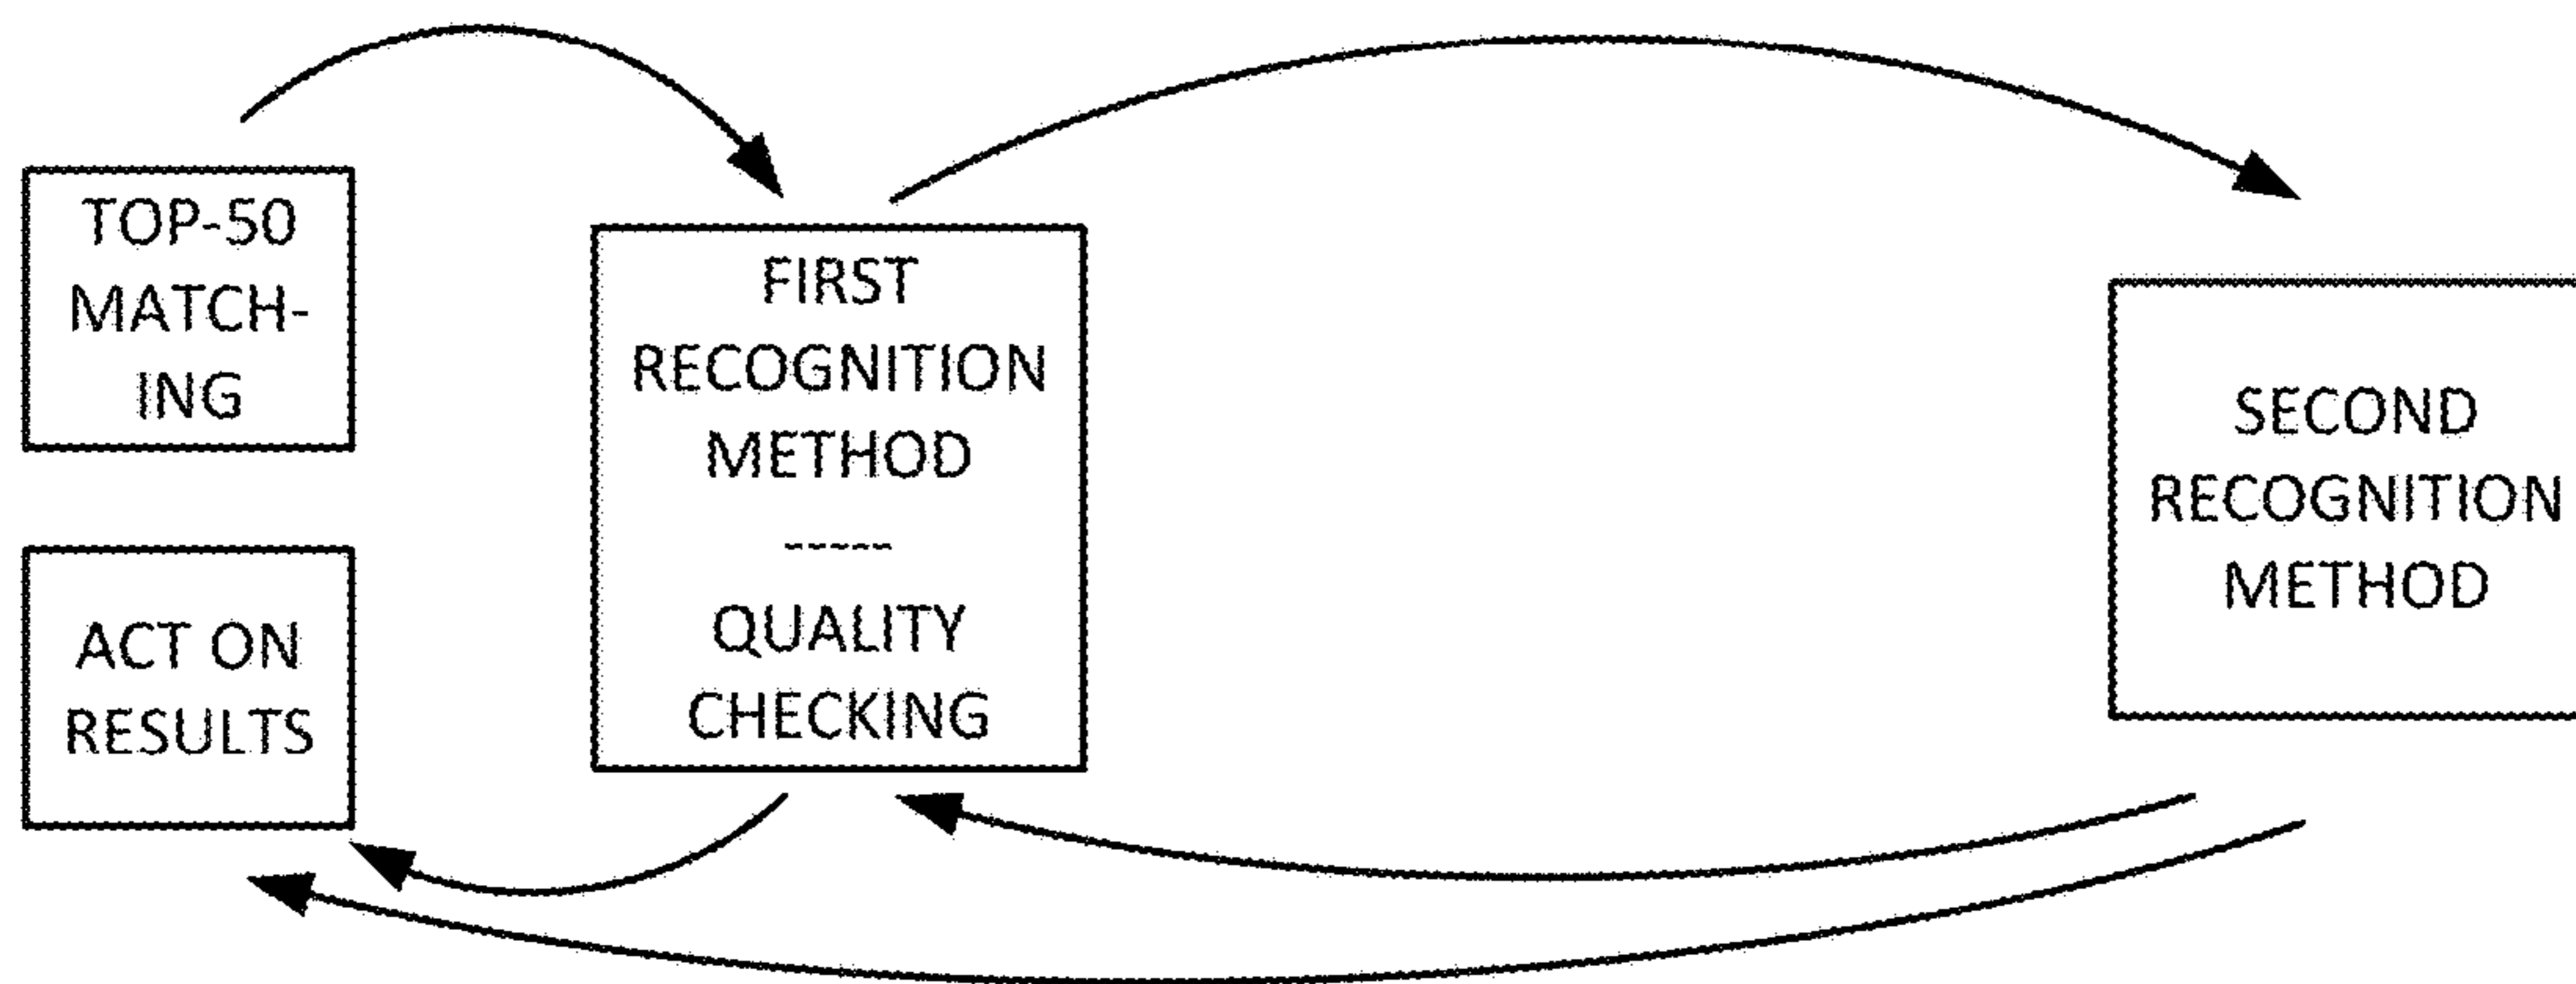 TOP-50
MATCH-
ING
ACT ON
RESULTS
FIRST
RECOGNITION
METHOD
-----
QUALITY
CHECKING
SECOND
RECOGNITION
METHOD